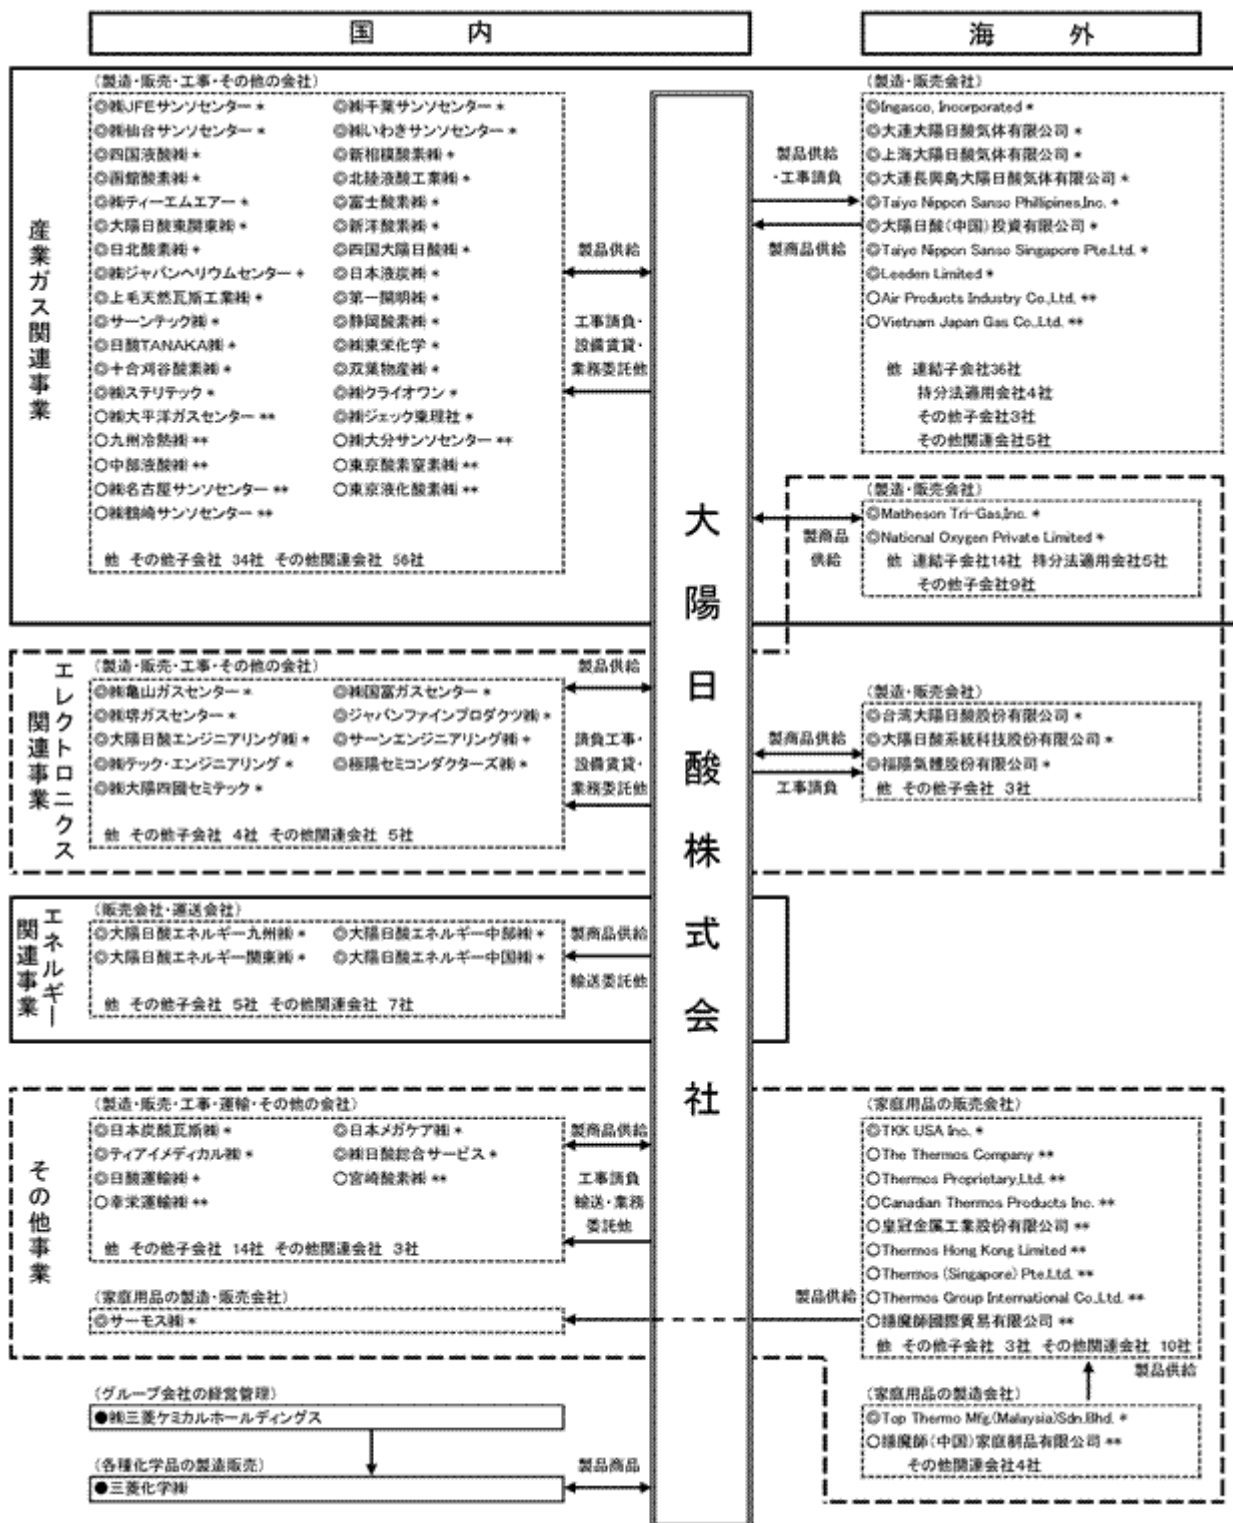 国 内
海 外
産業ガス関連事業
(製造・販売・工事・その他の会社)
◎㈱JFEサンソセンター * ◎㈱千葉サンソセンター *
◎㈱仙台サンソセンター * ◎㈱いわきサンソセンター *
◎四国液酸㈱ * ◎新相模酸素㈱ *
◎函館酸素㈱ * ◎北陸液酸工業㈱ *
◎㈱ティーエムエアー * ◎富士酸素㈱ *
◎大陽日酸東関東㈱ * ◎新洋酸素㈱ *
◎日北酸素㈱ * ◎四国大陽日酸㈱ *
◎㈱ジャパンヘリウムセンター * ◎日本液炭㈱ *
◎上毛天然瓦斯工業㈱ * ◎第一開明㈱ *
◎サーンテック㈱ * ◎静岡酸素㈱ *
◎日酸TANAKA㈱ * ◎㈱東栄化学 *
◎十合刈谷酸素㈱ * ◎双葉物産㈱ *
◎㈱ステリテック * ◎㈱クライオワン *
○㈱大平洋ガスセンター ** ◎㈱ジェック東理社 *
○九州冷熱㈱ ** ○㈱大分サンソセンター **
○中部液酸㈱ ** ○東京酸素窒素㈱ **
○㈱名古屋サンソセンター ** ○東京液化酸素㈱ **
○㈱鶴崎サンソセンター **
他 その他子会社 34社 その他関連会社 56社
製品供給
工事請負・
設備賃貸・
業務委託他
大陽日酸株式会社
製品供給
・工事請負
製商品供給
(製造・販売会社)
◎Ingasco, Incorporated *
◎大連大陽日酸気体有限公司 *
◎上海大陽日酸気体有限公司 *
◎大連長興島大陽日酸気体有限公司 *
◎Taiyo Nippon Sanso Phillipines,Inc. *
◎大陽日酸(中国)投資有限公司 *
◎Taiyo Nippon Sanso Singapore Pte.Ltd. *
◎Leeden Limited *
○Air Products Industry Co.,Ltd. **
○Vietnam Japan Gas Co.,Ltd. **
他 連結子会社36社
持分法適用会社4社
その他子会社3社
その他関連会社5社
製商品
供給
(製造・販売会社)
◎Matheson Tri-Gas,Inc. *
◎National Oxygen Private Limited *
他 連結子会社14社 持分法適用会社5社
その他子会社9社
エレクトロニクス
関連事業
(製造・販売・工事・その他の会社)
◎㈱亀山ガスセンター * ◎㈱国富ガスセンター *
◎㈱堺ガスセンター * ◎ジャパンファインプロダクツ㈱ *
◎大陽日酸エンジニアリング㈱ * ◎サーンエンジニアリング㈱ *
◎㈱テック・エンジニアリング * ◎極陽セミコンダクターズ㈱ *
◎㈱大陽四國セミテック *
他 その他子会社 4社 その他関連会社 5社
製品供給
請負工事・
設備賃貸・
業務委託他
製商品供給
工事請負
(製造・販売会社)
◎台湾大陽日酸股份有限公司 *
◎大陽日酸系統科技股份有限公司 *
◎福陽氣體股份有限公司 *
他 その他子会社 3社
エネルギー
関連事業
(販売会社・運送会社)
◎大陽日酸エネルギー九州㈱ * ◎大陽日酸エネルギー中部㈱ *
◎大陽日酸エネルギー関東㈱ * ◎大陽日酸エネルギー中国㈱ *
他 その他子会社 5社 その他関連会社 7社
製商品供給
輸送委託他
その他事業
(製造・販売・工事・運輸・その他の会社)
◎日本炭酸瓦斯㈱ * ◎日本メガケア㈱ *
◎ティアイメディカル㈱ * ◎㈱日酸総合サービス *
◎日酸運輸㈱ * ○宮崎酸素㈱ **
○幸栄運輸㈱ **
他 その他子会社 14社 その他関連会社 3社
製商品供給
工事請負
輸送・業務
委託他
(家庭用品の製造・販売会社)
◎サーモス㈱ *
製品供給
(家庭用品の販売会社)
◎TKK USA Inc. *
○The Thermos Company **
○Thermos Proprietary,Ltd. **
○Canadian Thermos Products Inc. **
○皇冠金属工業股份有限公司 **
○Thermos Hong Kong Limited **
○Thermos (Singapore) Pte.Ltd. **
○Thermos Group International Co.,Ltd. **
○膳魔師國際貿易有限公司 **
他 その他子会社 3社 その他関連会社 10社
製品供給
(家庭用品の製造会社)
◎Top Thermo Mfg.(Malaysia)Sdn.Bhd. *
○膳魔師(中国)家庭制品有限公司 **
その他関連会社4社
(グループ会社の経営管理)
●㈱三菱ケミカルホールディングス
(各種化学品の製造販売)
●三菱化学㈱
製品商品